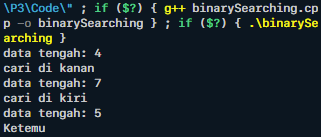 \P3\Code\" ; if ($?) { g++ binarySearching.cp
p -o binarySearching } ; if ($?) { .\binarySe
arching }
data tengah: 4
cari di kanan
data tengah: 7
cari di kiri
data tengah: 5
Ketemu